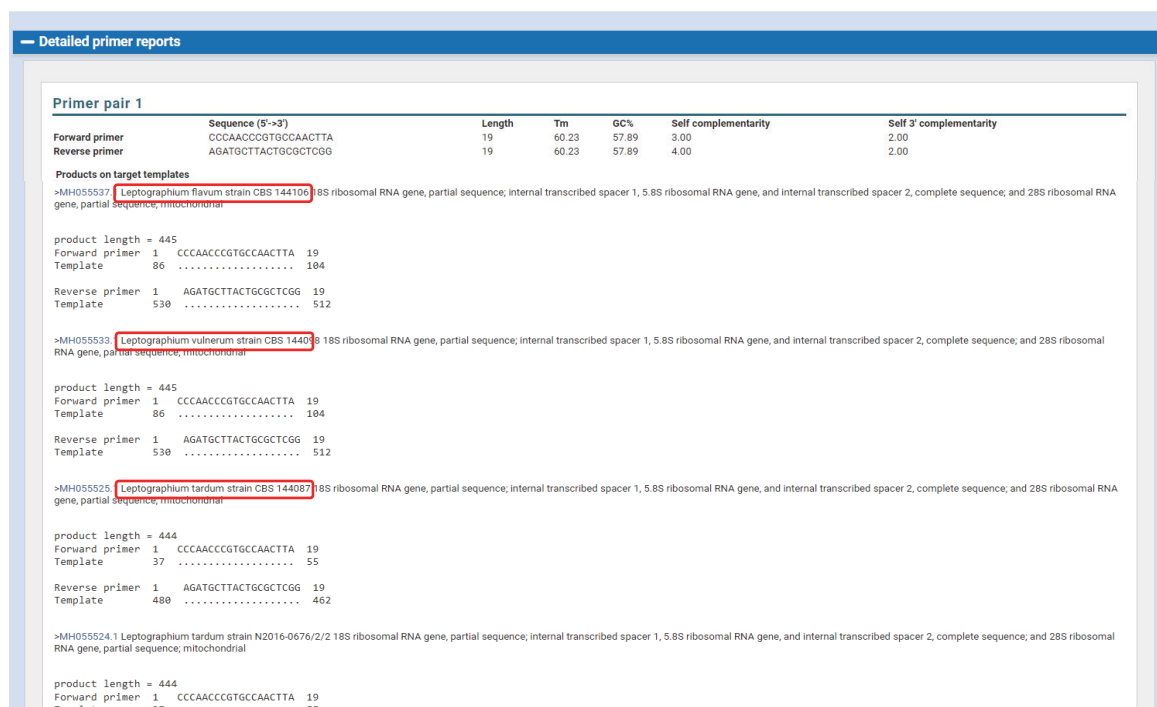 Detailed primer reports
Primer pair 1
Sequence (5'->3') Length Tm GC% Self complementarity Self 3' complementarity
Forward primer CCCAACCCGTGCCAACTTA 19 60.23 57.89 3.00 2.00
Reverse primer AGATGCTTACTGCGCTCGG 19 60.23 57.89 4.00 2.00
Products on target templates
>MH055537.1 Leptographium flavum strain CBS 144106 18S ribosomal RNA gene, partial sequence; internal transcribed spacer 1, 5.8S ribosomal RNA gene, and internal transcribed spacer 2, complete sequence; and 28S ribosomal RNA
gene, partial sequence; mitochondrial
product length = 445
Forward primer 1 CCCAACCCGTGCCAACTTA 19
Template 86 ................... 104
Reverse primer 1 AGATGCTTACTGCGCTCGG 19
Template 530 ................... 512
>MH055533.1 Leptographium vulnerum strain CBS 144098 18S ribosomal RNA gene, partial sequence; internal transcribed spacer 1, 5.8S ribosomal RNA gene, and internal transcribed spacer 2, complete sequence; and 28S ribosomal
RNA gene, partial sequence; mitochondrial
product length = 445
Forward primer 1 CCCAACCCGTGCCAACTTA 19
Template 86 ................... 104
Reverse primer 1 AGATGCTTACTGCGCTCGG 19
Template 530 ................... 512
>MH055525.1 Leptographium tardum strain CBS 144087 18S ribosomal RNA gene, partial sequence; internal transcribed spacer 1, 5.8S ribosomal RNA gene, and internal transcribed spacer 2, complete sequence; and 28S ribosomal RNA
gene, partial sequence; mitochondrial
product length = 444
Forward primer 1 CCCAACCCGTGCCAACTTA 19
Template 37 ................... 55
Reverse primer 1 AGATGCTTACTGCGCTCGG 19
Template 480 ................... 462
>MH055524.1 Leptographium tardum strain N2016-0676/2/2 18S ribosomal RNA gene, partial sequence; internal transcribed spacer 1, 5.8S ribosomal RNA gene, and internal transcribed spacer 2, complete sequence; and 28S ribosomal
RNA gene, partial sequence; mitochondrial
product length = 444
Forward primer 1 CCCAACCCGTGCCAACTTA 19